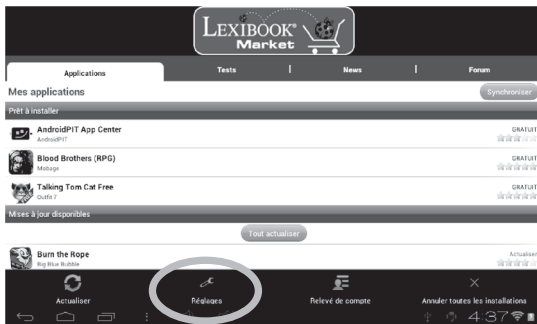 LEXIBOOK®
Market
Applications Tests | News | Forum
Mes applications Synchroniser
Prêt à installer
AndroidPIT App Center GRATUIT
AndroidPIT
Blood Brothers (RPG) GRATUIT
Mobage
Talking Tom Cat Free GRATUIT
Outfit 7
Mises à jour disponibles
Tout actualiser
Burn the Rope Actualiser
Big Blue Bubble
Actualiser Réglages Relevé de compte Annuler toutes les installations
4:37